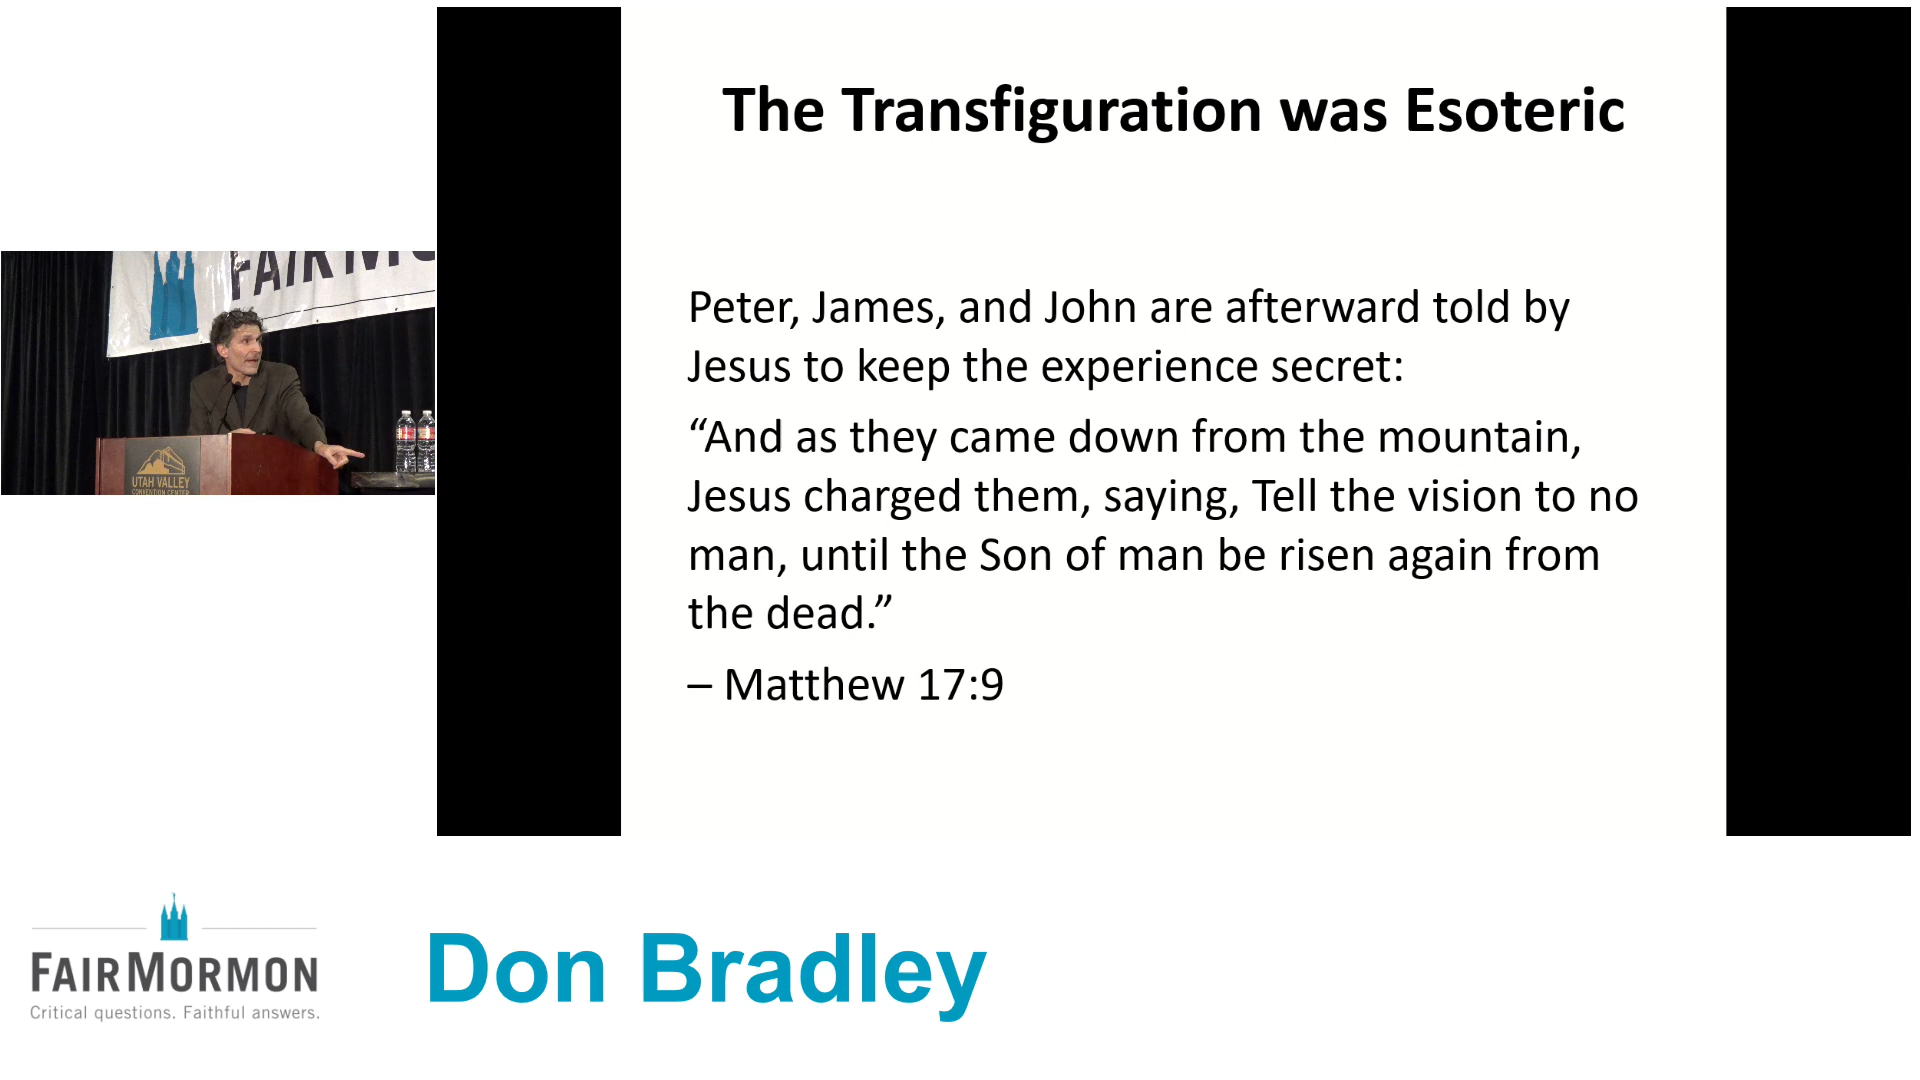 The Transfiguration was Esoteric
Peter, James, and John are afterward told by
Jesus to keep the experience secret:
“And as they came down from the mountain,
Jesus charged them, saying, Tell the vision to no
man, until the Son of man be risen again from
the dead.”
– Matthew 17:9
FAIRM
UTAH VALLEY
CONVENTION CENTER
FAIRMORMON
Critical questions. Faithful answers.
Don Bradley